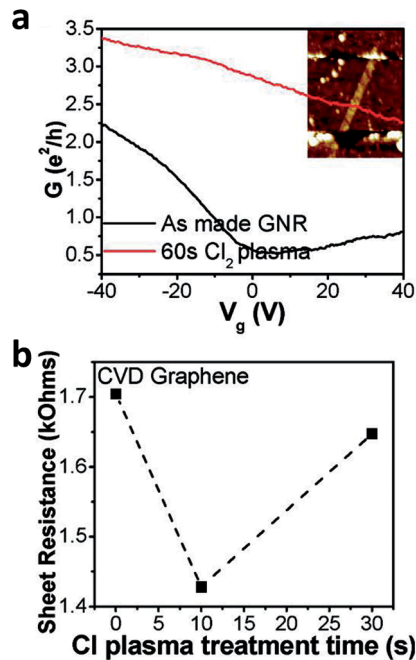 a
3.5
3.0
2.5
2.0
1.5
1.0
0.5
G (e²/h)
As made GNR
60s Cl₂ plasma
-40 -20 0 20 40
Vg (V)
b
CVD Graphene
1.7
1.6
1.5
1.4
Sheet Resistance (kOhms)
0 5 10 15 20 25 30
Cl plasma treatment time (s)